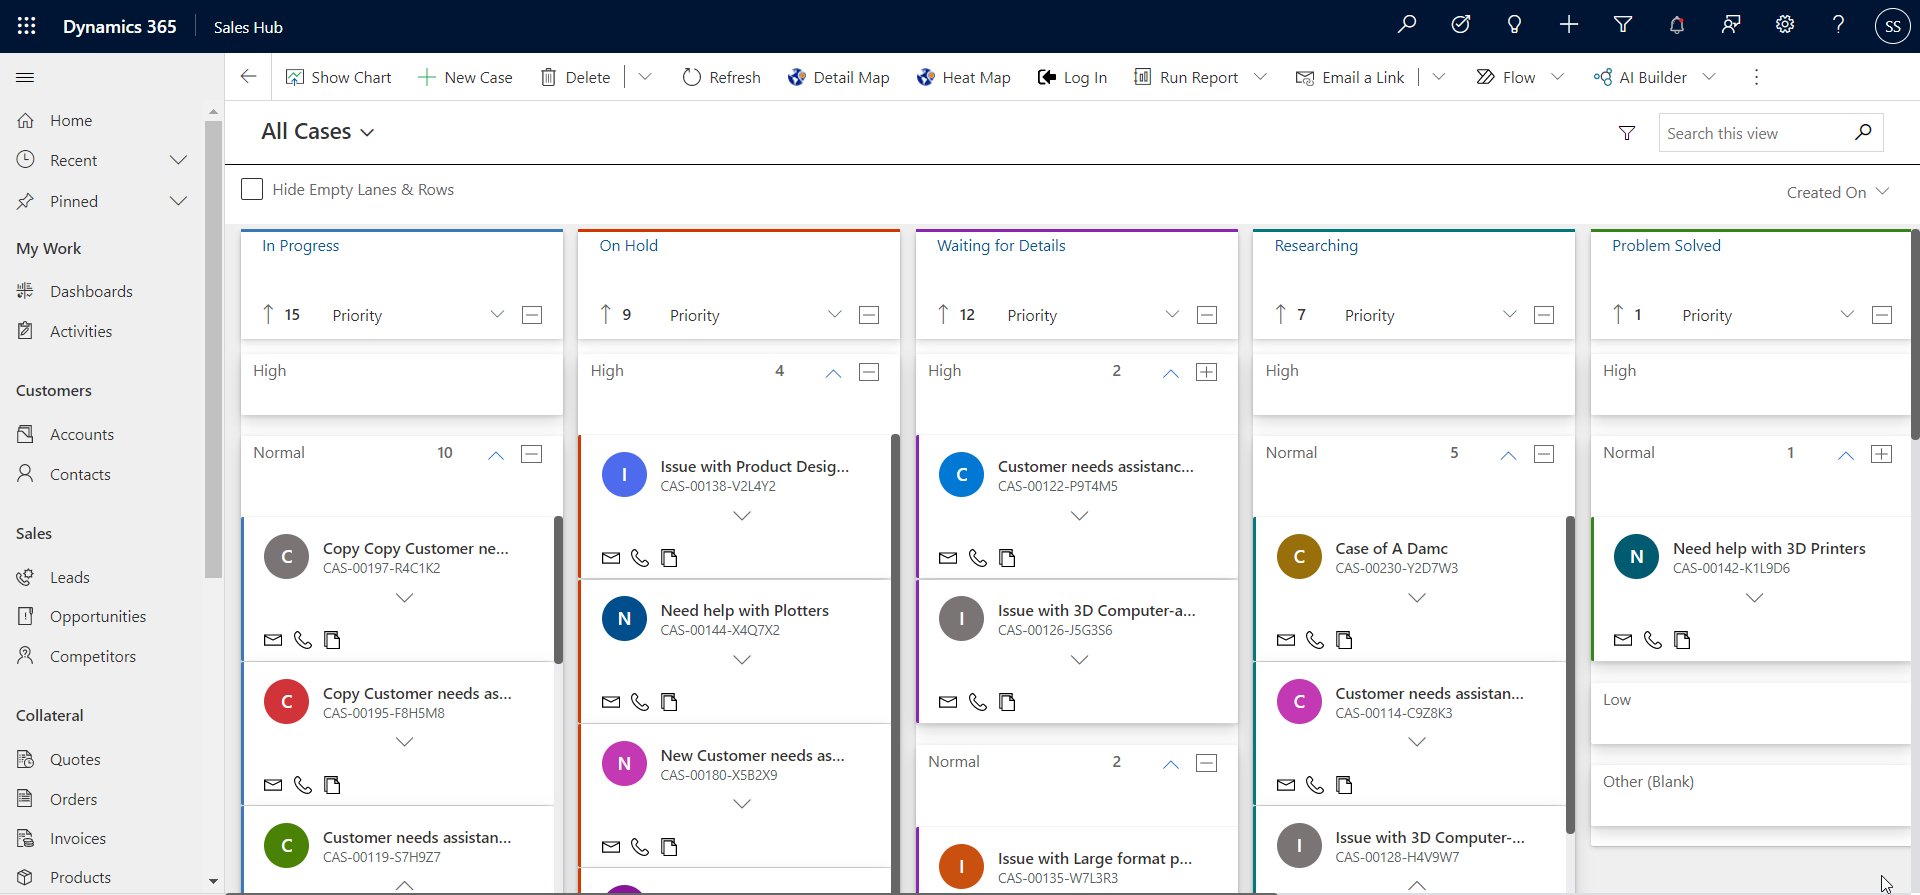 Dynamics 365 Sales Hub SS
Show Chart New Case Delete Refresh Detail Map Heat Map Log In Run Report Email a Link Flow AI Builder
Home
Recent
Pinned
My Work
Dashboards
Activities
Customers
Accounts
Contacts
Sales
Leads
Opportunities
Competitors
Collateral
Quotes
Orders
Invoices
Products
All Cases
Search this view
Hide Empty Lanes & Rows
Created On
In Progress
15 Priority
High
Normal 10
C
Copy Copy Customer ne...
CAS-00197-R4C1K2
C
Copy Customer needs as...
CAS-00195-F8H5M8
C
Customer needs assistan...
CAS-00119-S7H9Z7
On Hold
9 Priority
High 4
I
Issue with Product Desig...
CAS-00138-V2L4Y2
N
Need help with Plotters
CAS-00144-X4Q7X2
N
New Customer needs as...
CAS-00180-X5B2X9
Waiting for Details
12 Priority
High 2
C
Customer needs assistanc...
CAS-00122-P9T4M5
I
Issue with 3D Computer-a...
CAS-00126-J5G3S6
Normal 2
I
Issue with Large format p...
CAS-00135-W7L3R3
Researching
7 Priority
High
Normal 5
C
Case of A Damc
CAS-00230-Y2D7W3
C
Customer needs assistan...
CAS-00114-C9Z8K3
I
Issue with 3D Computer-...
CAS-00128-H4V9W7
Problem Solved
1 Priority
High
Normal 1
N
Need help with 3D Printers
CAS-00142-K1L9D6
Low
Other (Blank)